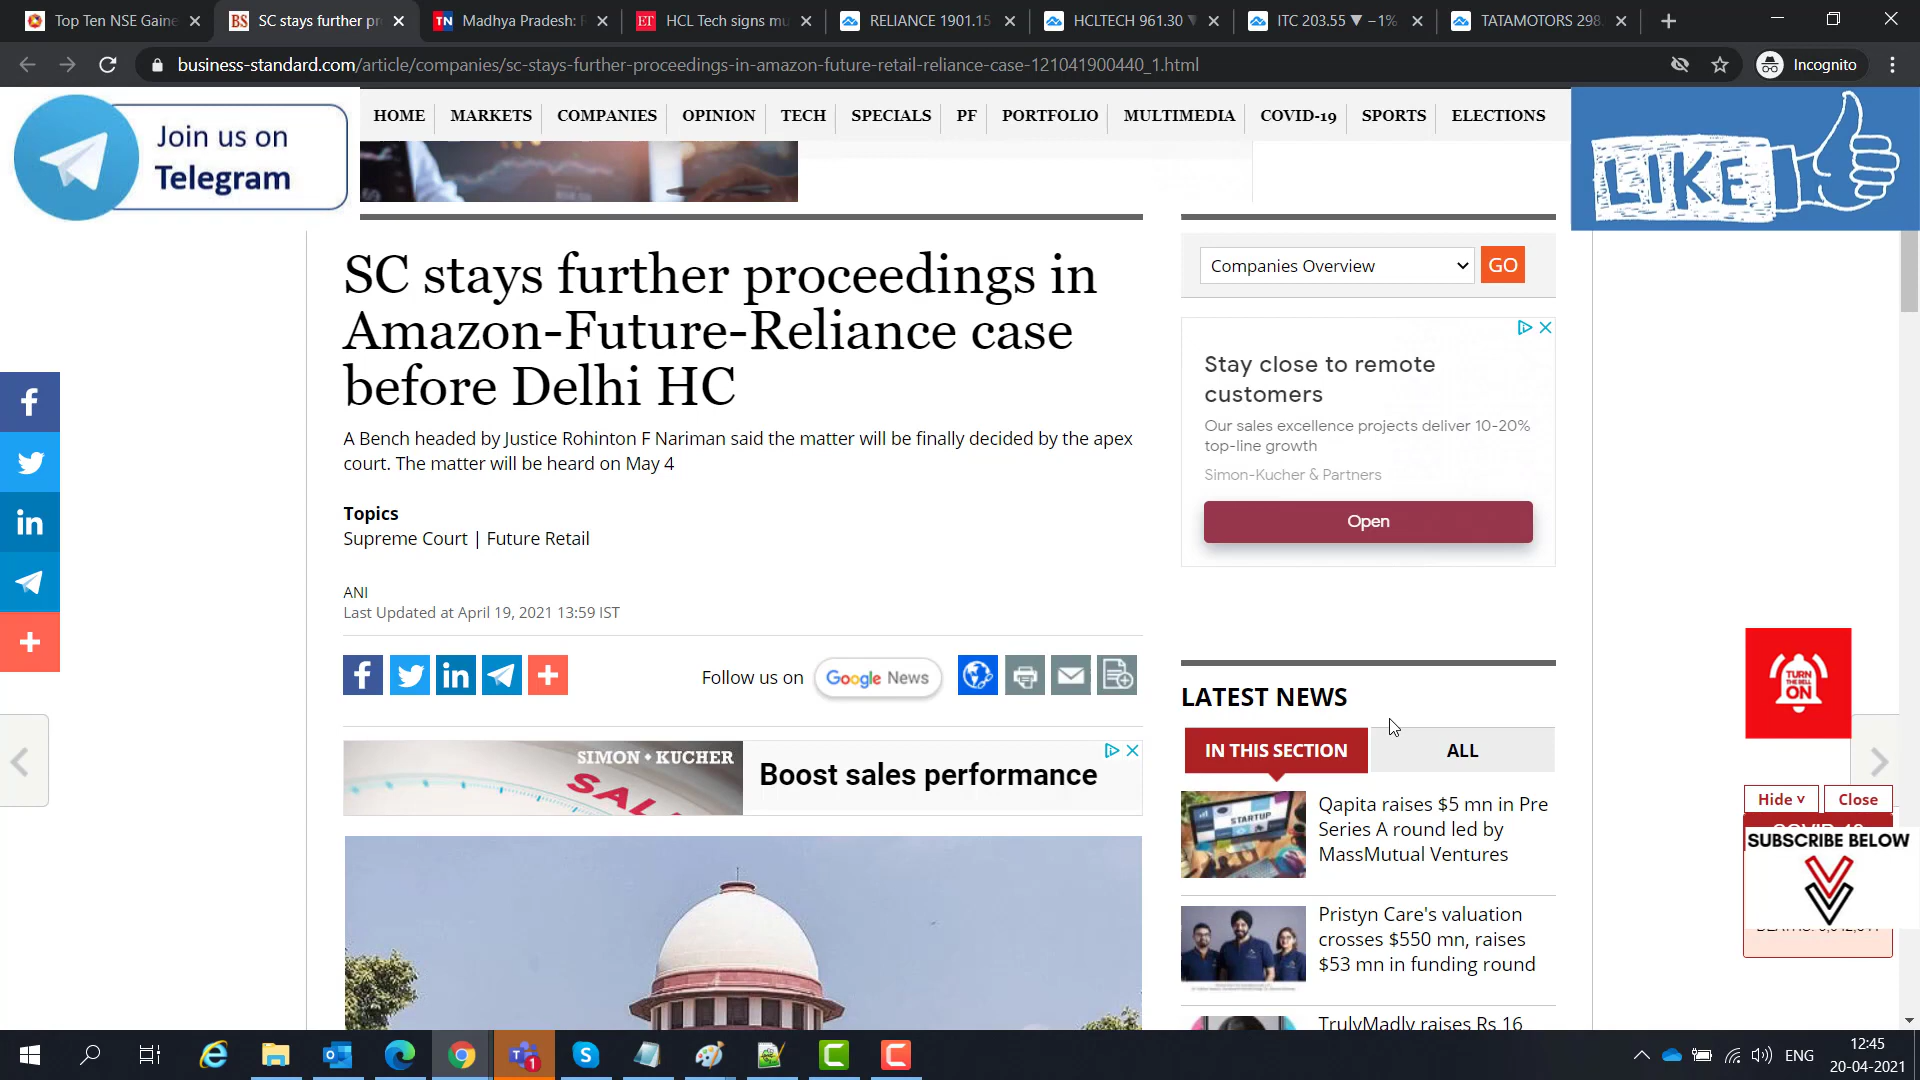 Top Ten NSE Gaine
BS
SC stays further pr
TN
Madhya Pradesh: R
ET
HCL Tech signs mu
RELIANCE 1901.15
HCLTECH 961.30 ▼
ITC 203.55 ▼ −1%
TATAMOTORS 298.
business-standard.com/article/companies/sc-stays-further-proceedings-in-amazon-future-retail-reliance-case-121041900440_1.html
Incognito
Join us on
Telegram
HOME
MARKETS
COMPANIES
OPINION
TECH
SPECIALS
PF
PORTFOLIO
MULTIMEDIA
COVID-19
SPORTS
ELECTIONS
LIKE
SC stays further proceedings in
Amazon-Future-Reliance case
before Delhi HC
A Bench headed by Justice Rohinton F Nariman said the matter will be finally decided by the apex
court. The matter will be heard on May 4
Topics
Supreme Court | Future Retail
ANI
Last Updated at April 19, 2021 13:59 IST
Follow us on
Google News
SIMON • KUCHER
SAL
Boost sales performance
Companies Overview
GO
Stay close to remote
customers
Our sales excellence projects deliver 10-20%
top-line growth
Simon-Kucher & Partners
Open
LATEST NEWS
IN THIS SECTION
ALL
STARTUP
Qapita raises $5 mn in Pre
Series A round led by
MassMutual Ventures
Pristyn Care's valuation
crosses $550 mn, raises
$53 mn in funding round
TrulyMadly raises Rs 16
TURN
THE BELL
ON
Hide v
Close
SUBSCRIBE BELOW
1
ENG
12:45
20-04-2021